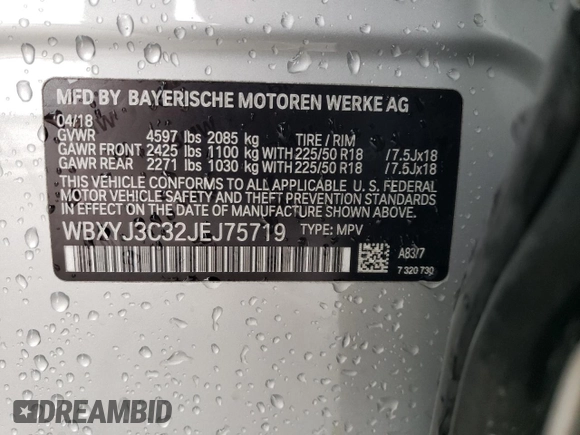 MFD BY BAYERISCHE MOTOREN WERKE AG
04/18
GVWR 4597 lbs 2085 kg TIRE / RIM
GAWR FRONT 2425 lbs 1100 kg WITH 225/50 R18 /7.5Jx18
GAWR REAR 2271 lbs 1030 kg WITH 225/50 R18 /7.5Jx18
THIS VEHICLE CONFORMS TO ALL APPLICABLE U. S. FEDERAL
MOTOR VEHICLE SAFETY STANDARDS IN EFFECT ON THE
DATE OF MANUFACTURE SHOWN ABOVE.
WBXYJ3C32JEJ75719 TYPE: MPV
A83/7
7 320 730
DREAMBID